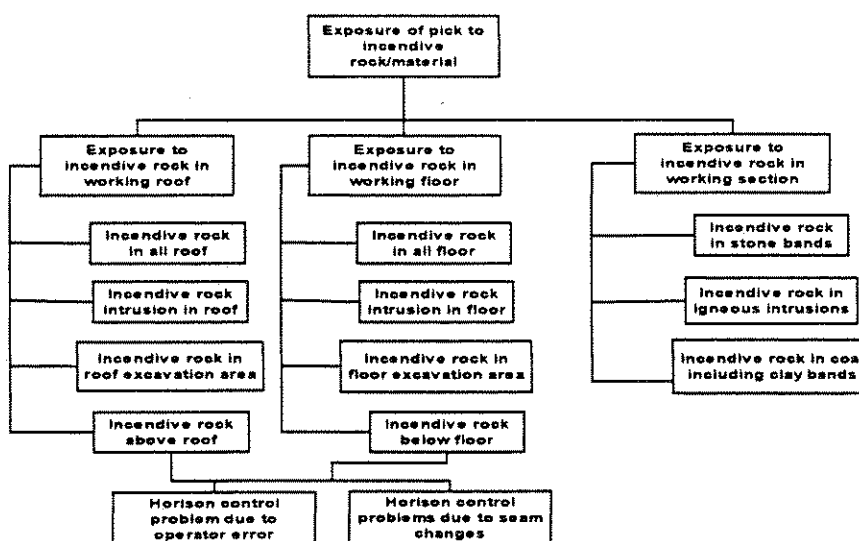 Exposure of pick to
incendive
rock/material
Exposure to
incendive rock in
working roof
Exposure to
incendive rock in
working floor
Exposure to
incendive rock in
working section
Incendive rock
in all roof
Incendive rock
in all floor
Incendive rock
in stone bands
Incendive rock
intrusion in roof
Incendive rock
intrusion in floor
Incendive rock in
igneous intrusions
Incendive rock in
roof excavation area
Incendive rock in
floor excavation area
Incendive rock in coa
including clay bands
Incendive rock
above roof
Incendive rock
below floor
Horison control
problem due to
operator error
Horison control
problems due to seam
changes